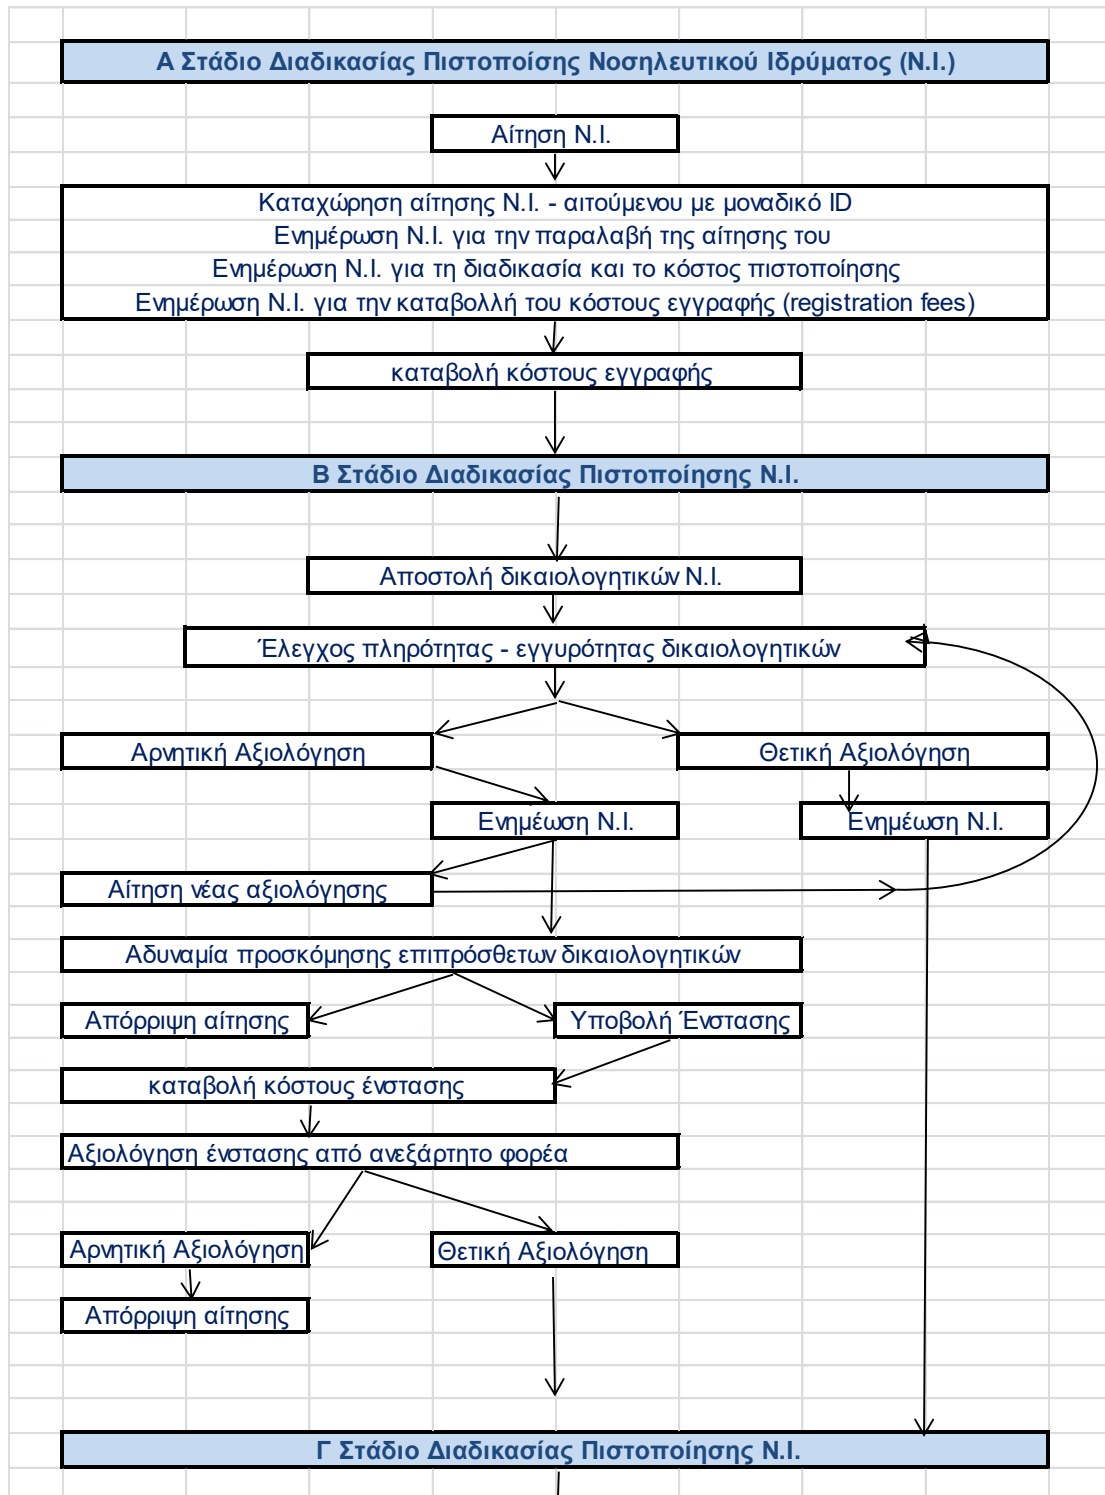 Α Στάδιο Διαδικασίας Πιστοποίσης Νοσηλευτικού Ιδρύματος (Ν.Ι.)
Αίτηση Ν.Ι.
Καταχώρηση αίτησης Ν.Ι. - αιτούμενου με μοναδικό ID
Ενημέρωση Ν.Ι. για την παραλαβή της αίτησης του
Ενημέρωση Ν.Ι. για τη διαδικασία και το κόστος πιστοποίησης
Ενημέρωση Ν.Ι. για την καταβολλή του κόστους εγγραφής (registration fees)
καταβολή κόστους εγγραφής
Β Στάδιο Διαδικασίας Πιστοποίησης Ν.Ι.
Αποστολή δικαιολογητικών Ν.Ι.
Έλεγχος πληρότητας - εγγυρότητας δικαιολογητικών
Αρνητική Αξιολόγηση
Θετική Αξιολόγηση
Ενημέωση Ν.Ι.
Ενημέωση Ν.Ι.
Αίτηση νέας αξιολόγησης
Αδυναμία προσκόμησης επιπρόσθετων δικαιολογητικών
Απόρριψη αίτησης
Υποβολή Ένστασης
καταβολή κόστους ένστασης
Αξιολόγηση ένστασης από ανεξάρτητο φορέα
Αρνητική Αξιολόγηση
Θετική Αξιολόγηση
Απόρριψη αίτησης
Γ Στάδιο Διαδικασίας Πιστοποίησης Ν.Ι.